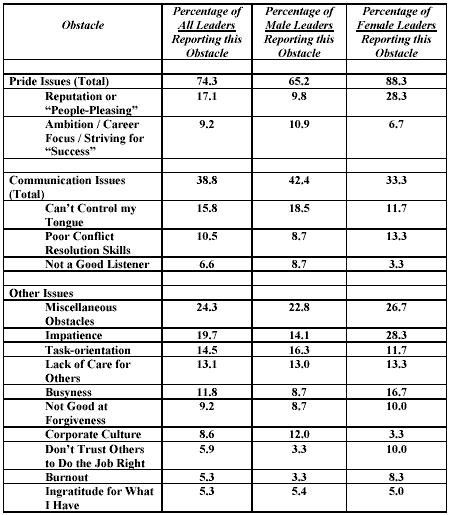 Obstacle Percentage of All Leaders Reporting this Obstacle Percentage of Male Leaders Reporting this Obstacle Percentage of Female Leaders Reporting this Obstacle
Pride Issues (Total) 74.3 65.2 88.3
Reputation or 17.1 9.8 28.3
“People-Pleasing”
Ambition / Career 9.2 10.9 6.7
Focus / Striving for
“Success”
Communication Issues 38.8 42.4 33.3
(Total)
Can’t Control my 15.8 18.5 11.7
Tongue
Poor Conflict 10.5 8.7 13.3
Resolution Skills
Not a Good Listener 6.6 8.7 3.3
Other Issues
Miscellaneous 24.3 22.8 26.7
Obstacles
Impatience 19.7 14.1 28.3
Task-orientation 14.5 16.3 11.7
Lack of Care for 13.1 13.0 13.3
Others
Busyness 11.8 8.7 16.7
Not Good at 9.2 8.7 10.0
Forgiveness
Corporate Culture 8.6 12.0 3.3
Don’t Trust Others 5.9 3.3 10.0
to Do the Job Right
Burnout 5.3 3.3 8.3
Ingratitude for What 5.3 5.4 5.0
I Have